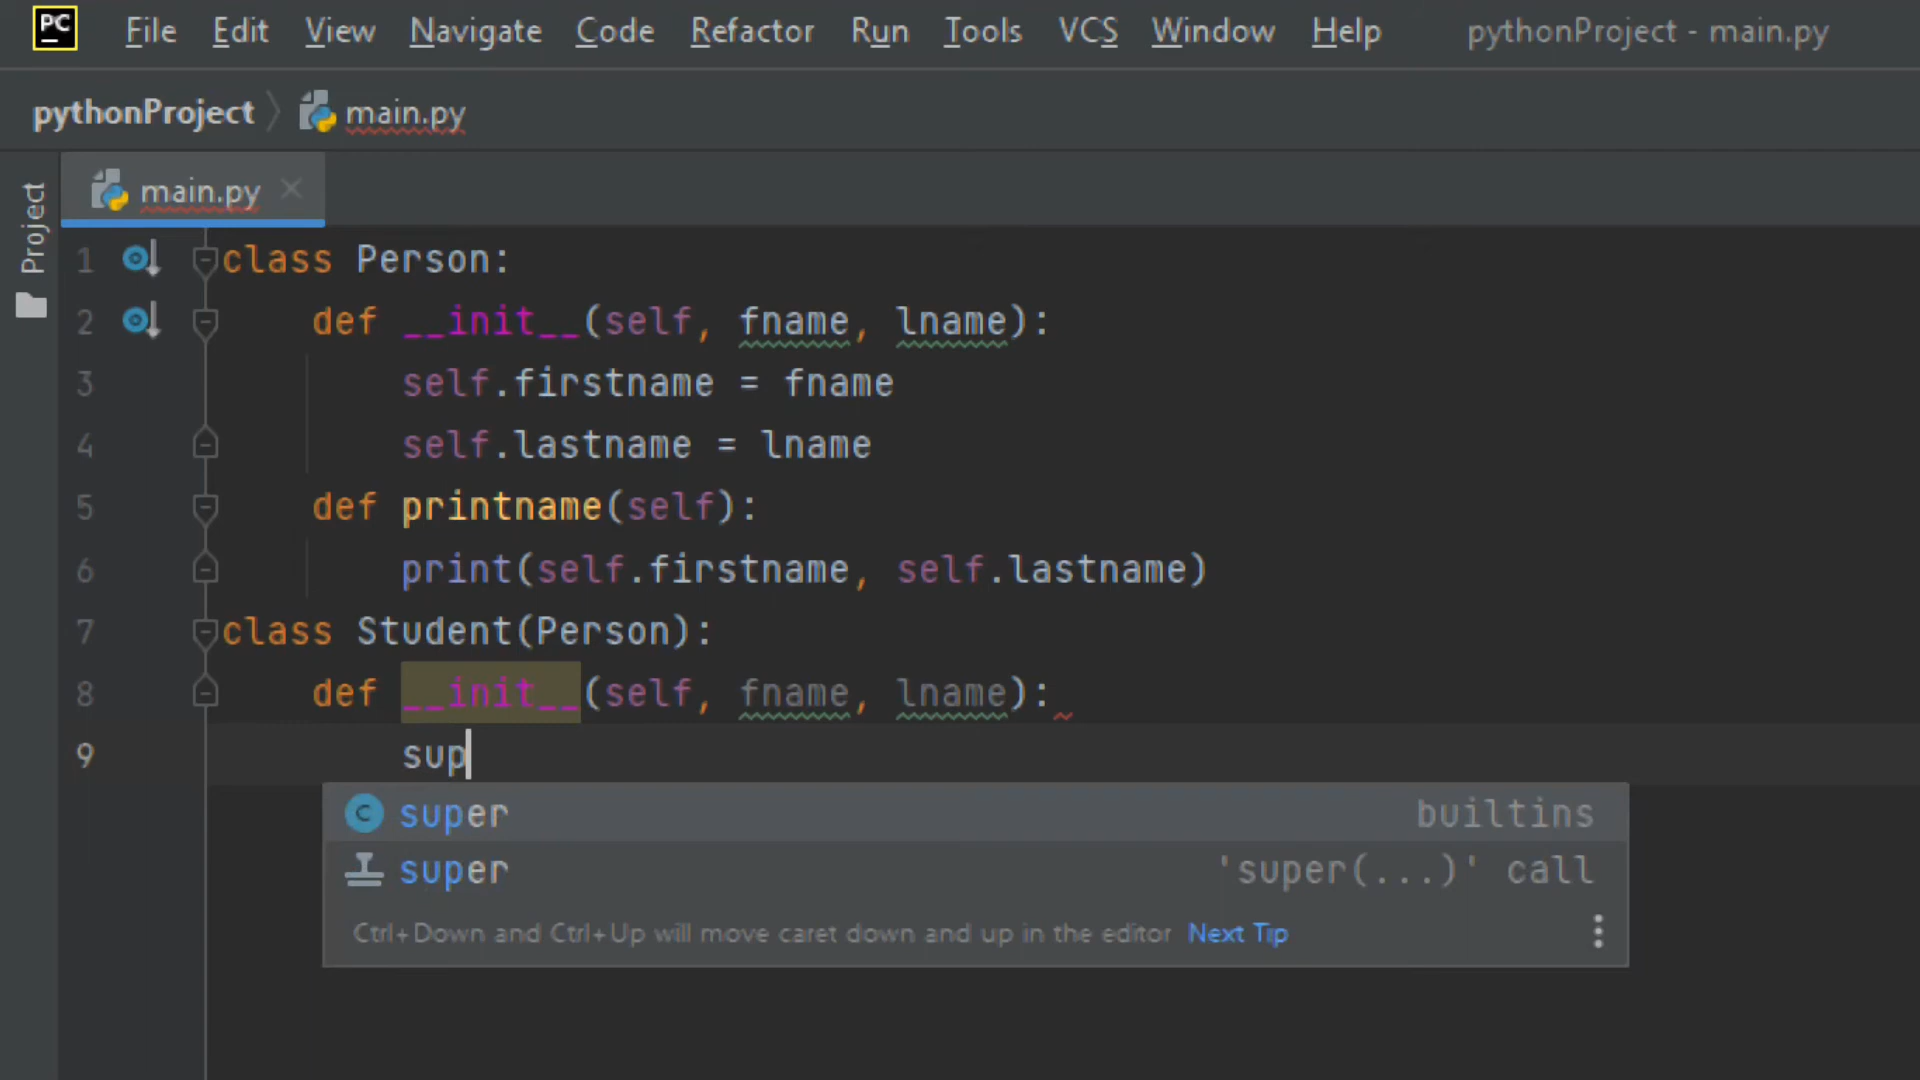 PC File Edit View Navigate Code Refactor Run Tools VCS Window Help pythonProject - main.py
pythonProject main.py
Project
main.py
1 class Person:
2 def __init__(self, fname, lname):
3 self.firstname = fname
4 self.lastname = lname
5 def printname(self):
6 print(self.firstname, self.lastname)
7 class Student(Person):
8 def __init__(self, fname, lname):
9 sup
super builtins
super 'super(...)' call
Ctrl+Down and Ctrl+Up will move caret down and up in the editor Next Tip